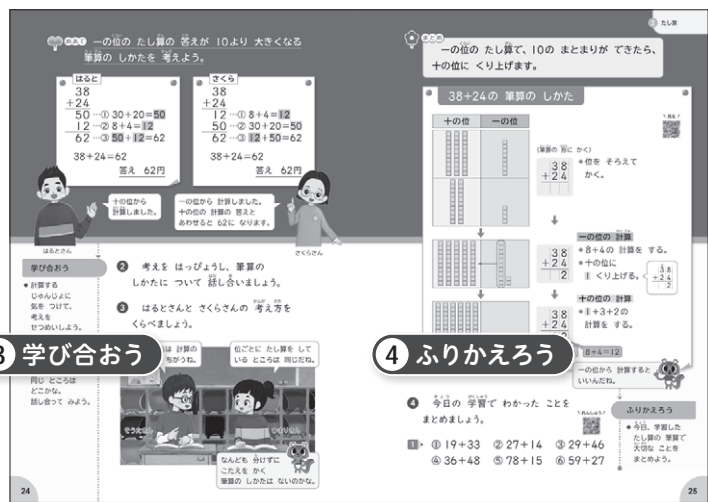 めあて 一の位の たし算の 答えが 10より 大きくなる
筆算の しかたを 考えよう。
はると
38
+24
50…① 30+20=50
12…② 8+4=12
62…③ 50+12=62
38+24=62
答え 62円
さくら
38
+24
12…① 8+4=12
50…② 30+20=50
62…③ 12+50=62
38+24=62
答え 62円
十の位から
計算しました。
一の位から 計算しました。
十の位の 計算の 答えと
あわせると 62に なります。
はるとさん
さくらさん
学び合おう
計算する
じゅんじょに
気を つけて、
考えを
せつめいしよう。
同じ ところは
どこかな。
話し合って みよう。
❷ 考えを はっぴょうし、筆算の
しかたに ついて 話し合いましょう。
❸ はるとさんと さくらさんの 考え方を
くらべましょう。
学び合おう
は 計算の
ちがうね。
位ごとに たし算を して
いる ところは 同じだね。
なんども 分けずに
こたえを かく
筆算の しかたは ないのかな。
24
たし算
まとめ
一の位の たし算で、10の まとまりが できたら、
十の位に くり上げます。
38+24の 筆算の しかた
十の位 一の位
(筆算の 形に かく)
38
+24
位を そろえて
かく。
一の位の 計算
38
+24
2
8+4の 計算を する。
十の位に
1 くり上げる。
十の位の 計算
38
+24
1+3+2の
計算を する。
8+4=12
一の位から 計算すると
いいんだね。
④ ふりかえろう
❹ 今日の 学習で わかった ことを
まとめましょう。
1 ① 19+33 ② 27+14 ③ 29+46
④ 36+48 ⑤ 78+15 ⑥ 59+27
ふりかえろう
今日、学習した
たし算の 筆算で
大切な ことを
まとめよう。
25